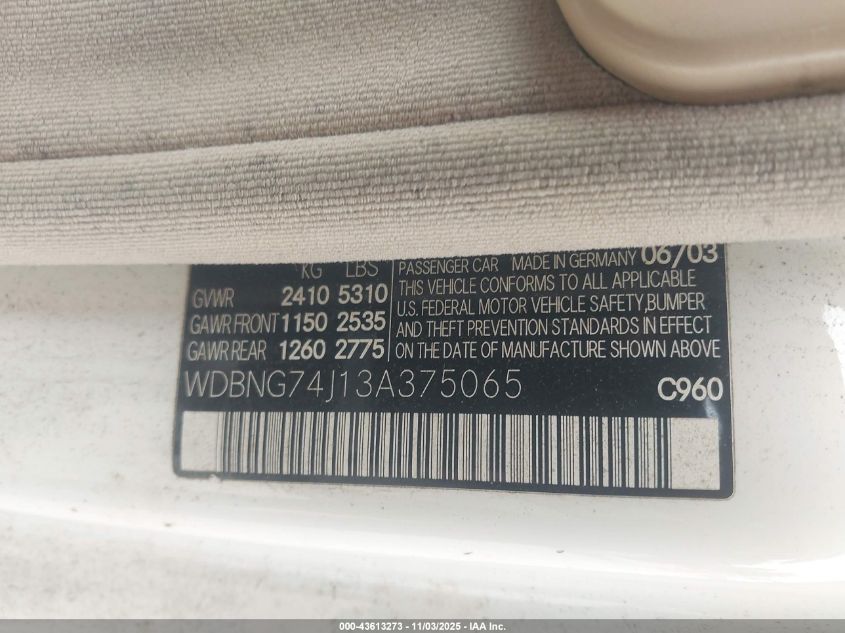 KG LBS
GVWR 2410 5310
GAWR FRONT 1150 2535
GAWR REAR 1260 2775
PASSENGER CAR MADE IN GERMANY 06/03
THIS VEHICLE CONFORMS TO ALL APPLICABLE
U.S. FEDERAL MOTOR VEHICLE SAFETY,BUMPER
AND THEFT PREVENTION STANDARDS IN EFFECT
ON THE DATE OF MANUFACTURE SHOWN ABOVE
WDBNG74J13A375065 C960
000-43613273 - 11/03/2025 - IAA Inc.